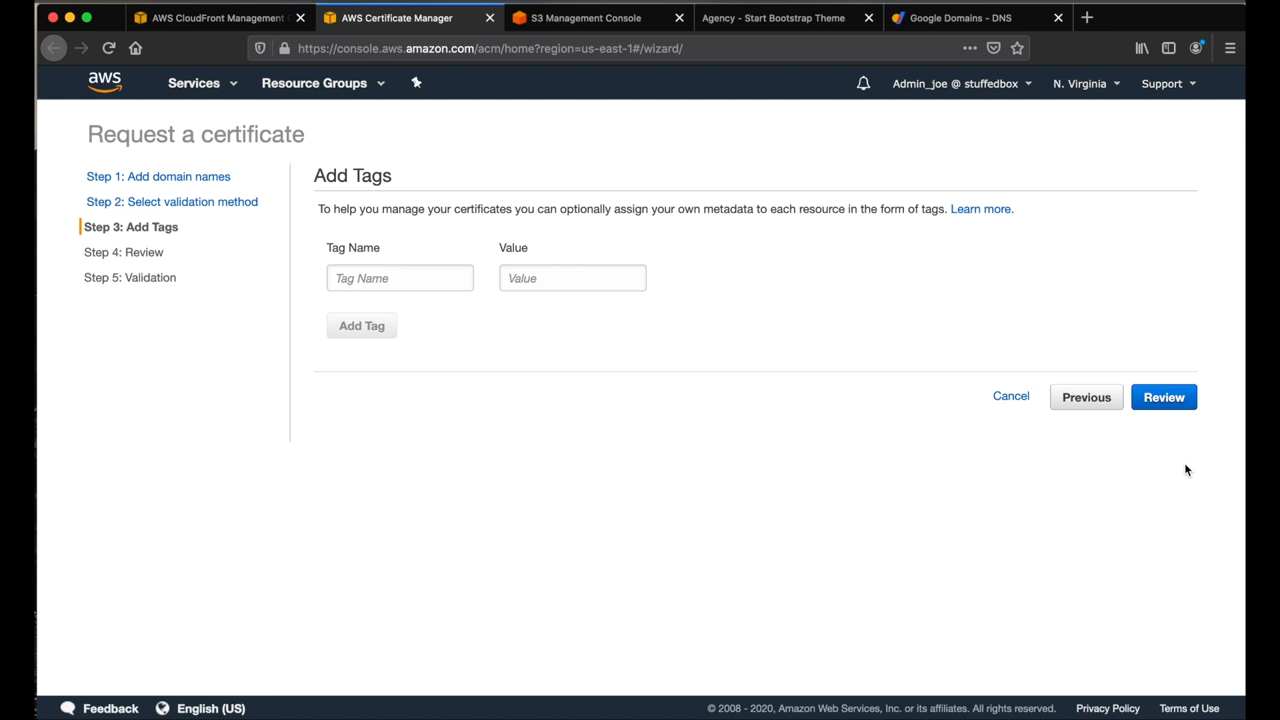 AWS CloudFront Management C
AWS Certificate Manager
S3 Management Console
Agency - Start Bootstrap Theme
Google Domains - DNS
https://console.aws.amazon.com/acm/home?region=us-east-1#/wizard/
aws
Services
Resource Groups
Admin_joe @ stuffedbox
N. Virginia
Support
Request a certificate
Step 1: Add domain names
Step 2: Select validation method
Step 3: Add Tags
Step 4: Review
Step 5: Validation
Add Tags
To help you manage your certificates you can optionally assign your own metadata to each resource in the form of tags. Learn more.
Tag Name
Value
Tag Name
Value
Add Tag
Cancel
Previous
Review
Feedback
English (US)
© 2008 - 2020, Amazon Web Services, Inc. or its affiliates. All rights reserved.
Privacy Policy
Terms of Use